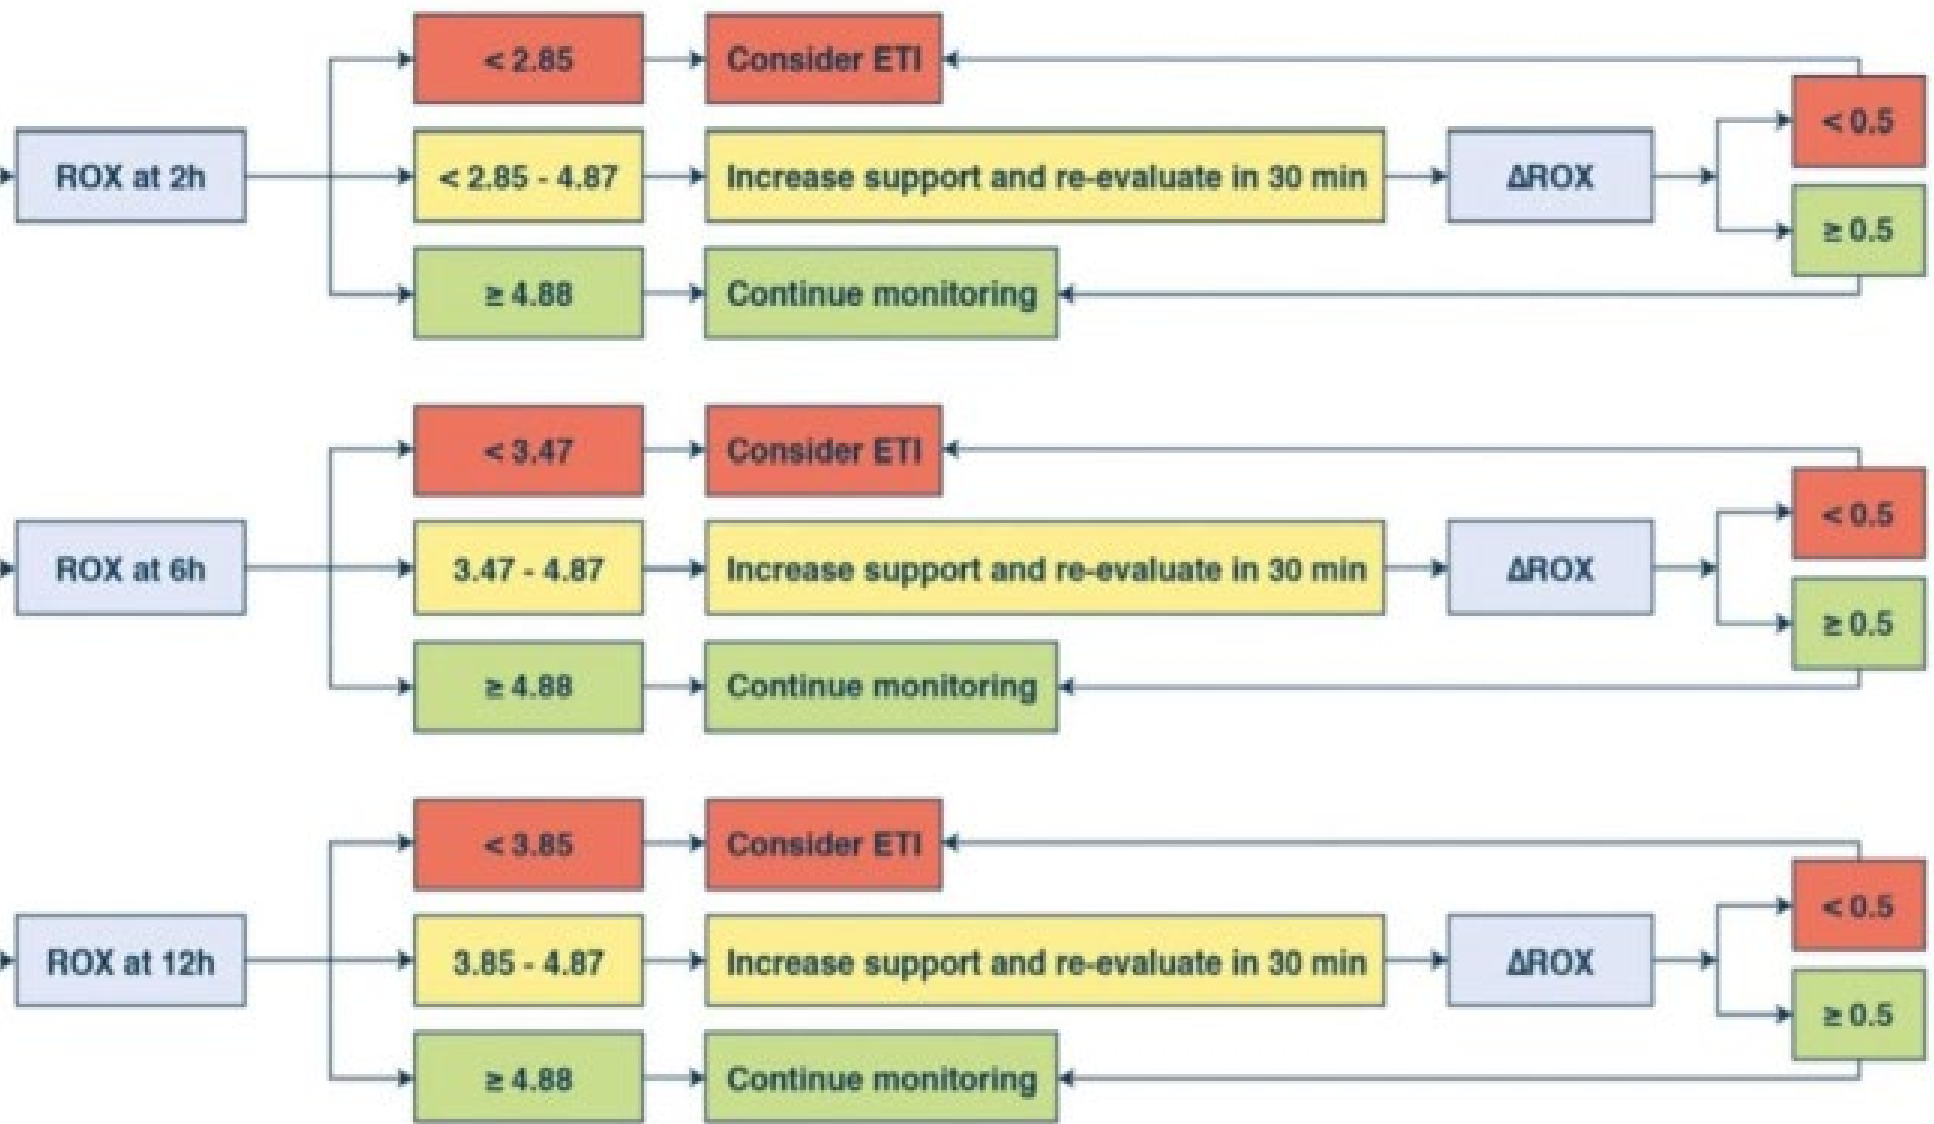 < 2.85
Consider ETI
< 0.5
ROX at 2h
< 2.85 - 4.87
Increase support and re-evaluate in 30 min
ΔROX
≥ 0.5
≥ 4.88
Continue monitoring
< 3.47
Consider ETI
< 0.5
ROX at 6h
3.47 - 4.87
Increase support and re-evaluate in 30 min
ΔROX
≥ 0.5
≥ 4.88
Continue monitoring
< 3.85
Consider ETI
< 0.5
ROX at 12h
3.85 - 4.87
Increase support and re-evaluate in 30 min
ΔROX
≥ 0.5
≥ 4.88
Continue monitoring